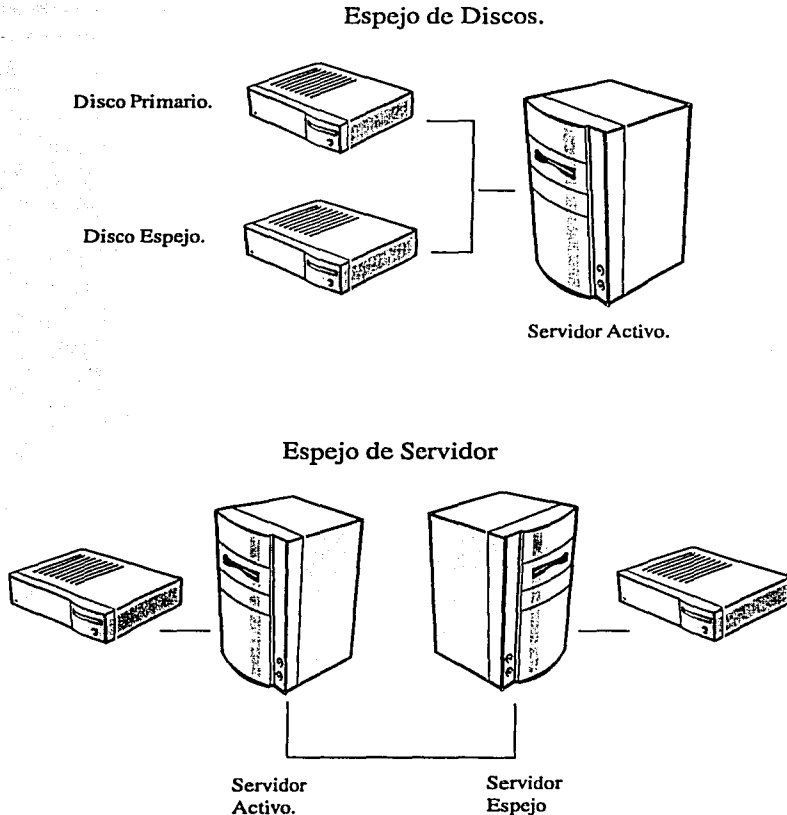 Espejo de Discos.
Disco Primario.
Disco Espejo.
Servidor Activo.
Espejo de Servidor
Servidor
Activo.
Servidor
Espejo